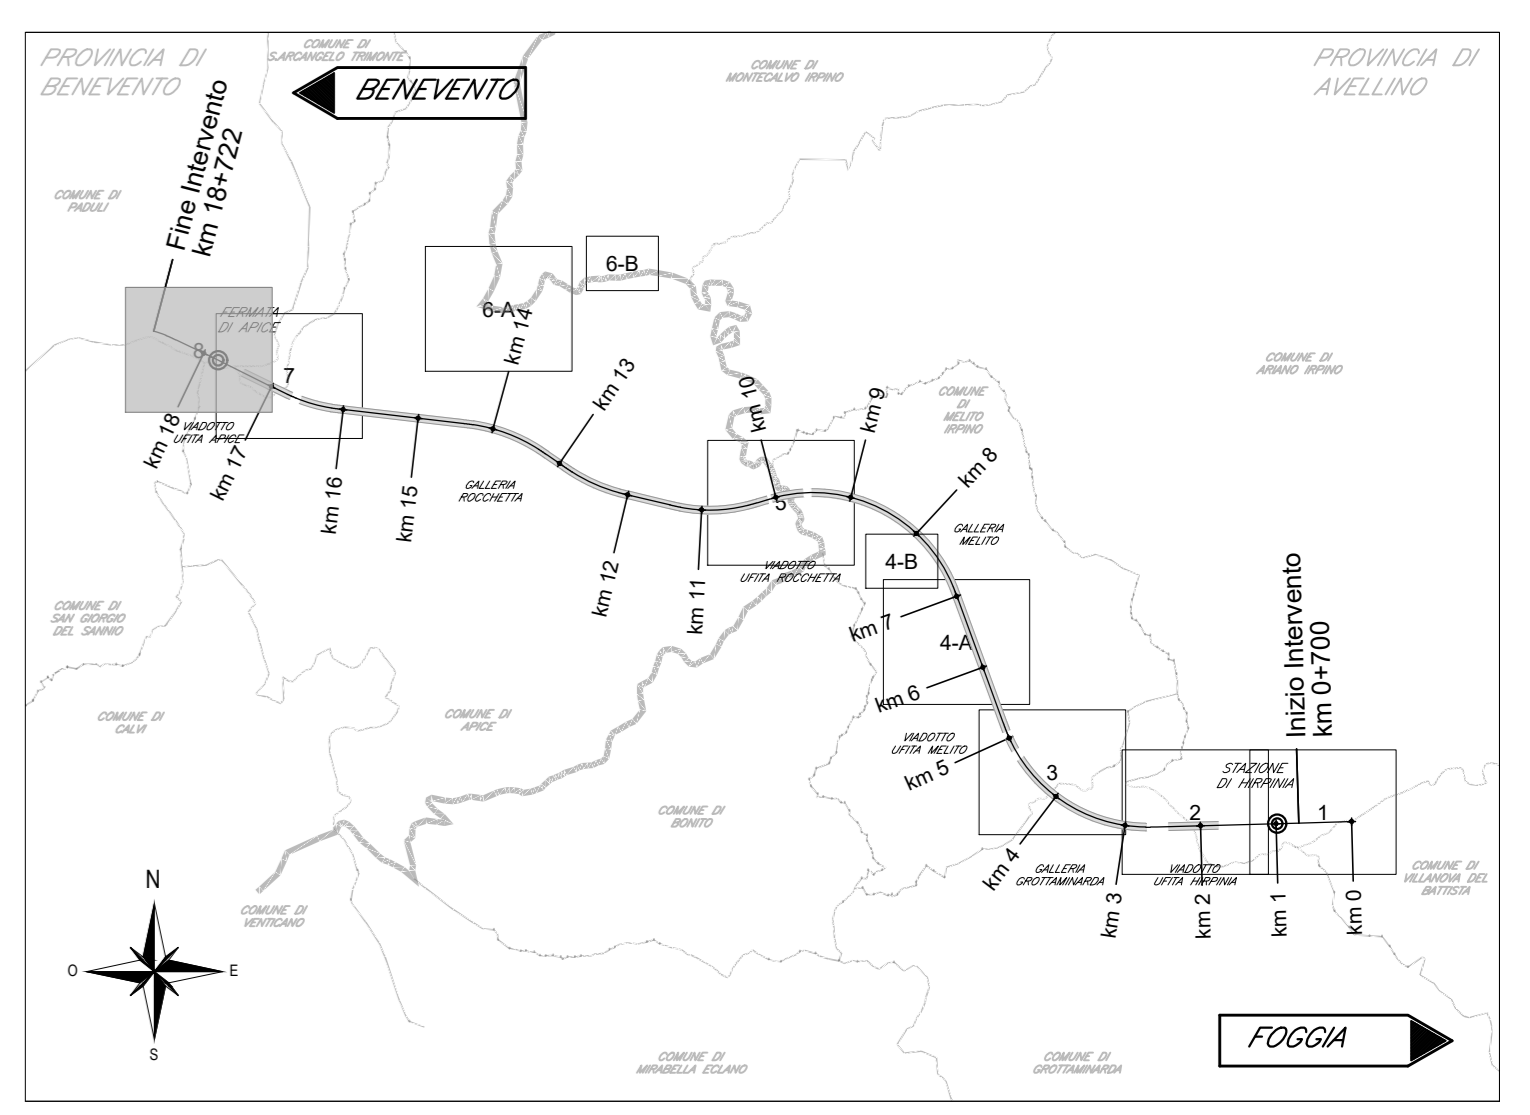 PROVINCIA DI
BENEVENTO
COMUNE DI
S.ARCANGELO TRIMONTE
BENEVENTO
COMUNE DI
MONTECALVO IRPINO
PROVINCIA DI
AVELLINO
Fine Intervento
km 18+722
COMUNE DI
PADULI
6-B
6-A
FERMATA
DI APICE
8
7
km 14
km 13
km 10
km 9
COMUNE DI
ARIANO IRPINO
COMUNE
DI
MELITO
IRPINO
VIADOTTO
UFITA APICE
km 18
km 17
km 16
km 15
GALLERIA
ROCCHETTA
5
km 8
GALLERIA
MELITO
km 12
km 11
VIADOTTO
UFITA ROCCHETTA
4-B
COMUNE DI
SAN GIORGIO
DEL SANNIO
km 7
4-A
km 6
Inizio Intervento
km 0+700
COMUNE DI
CALVI
COMUNE DI
APICE
VIADOTTO
UFITA MELITO
km 5
3
STAZIONE
DI HIRPINIA
2
1
COMUNE DI
BONITO
km 4
GALLERIA
GROTTAMINARDA
VIADOTTO
UFITA HIRPINIA
COMUNE DI
VILLANOVA DEL
BATTISTA
km 3
km 2
km 1
km 0
N
O
E
S
COMUNE DI
VENTICANO
FOGGIA
COMUNE DI
MIRABELLA ECLANO
COMUNE DI
GROTTAMINARDA